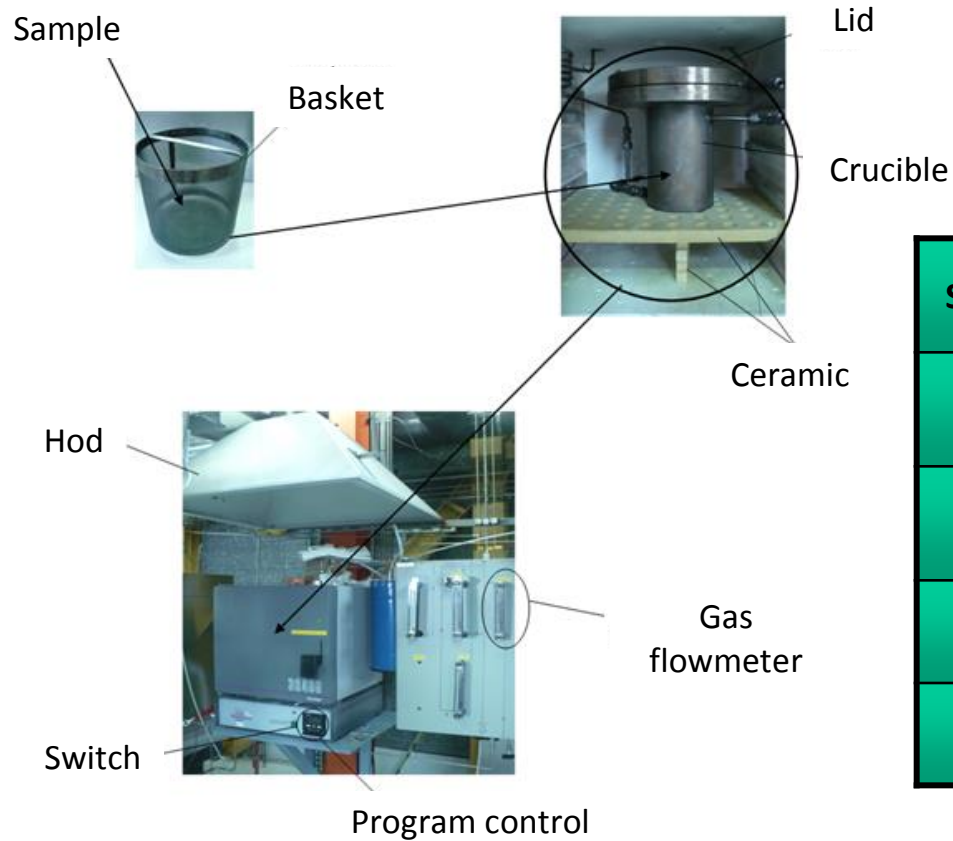 Sample
Lid
Basket
Crucible
S
Ceramic
Hod
Gas
flowmeter
Switch
Program control